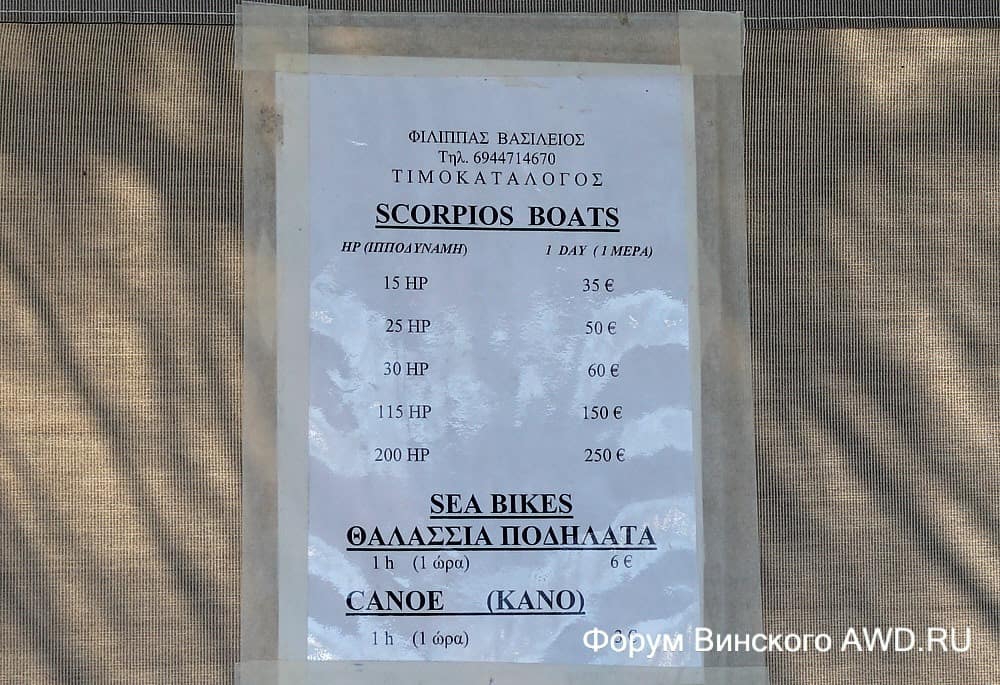 ΦΙΛΙΠΠΑΣ ΒΑΣΙΛΕΙΟΣ
Τηλ. 6944714670
ΤΙΜΟΚΑΤΑΛΟΓΟΣ
SCORPIOS BOATS
HP (ΙΠΠΟΔΥΝΑΜΗ) 1 DAY ( 1 ΜΕΡΑ)
15 HP 35 €
25 HP 50 €
30 HP 60 €
115 HP 150 €
200 HP 250 €
SEA BIKES
ΘΑΛΑΣΣΙΑ ΠΟΔΗΛΑΤΑ
1 h (1 ώρα) 6 €
CANOE (ΚΑΝΟ)
1 h (1 ώρα) €
Форум Винского AWD.RU